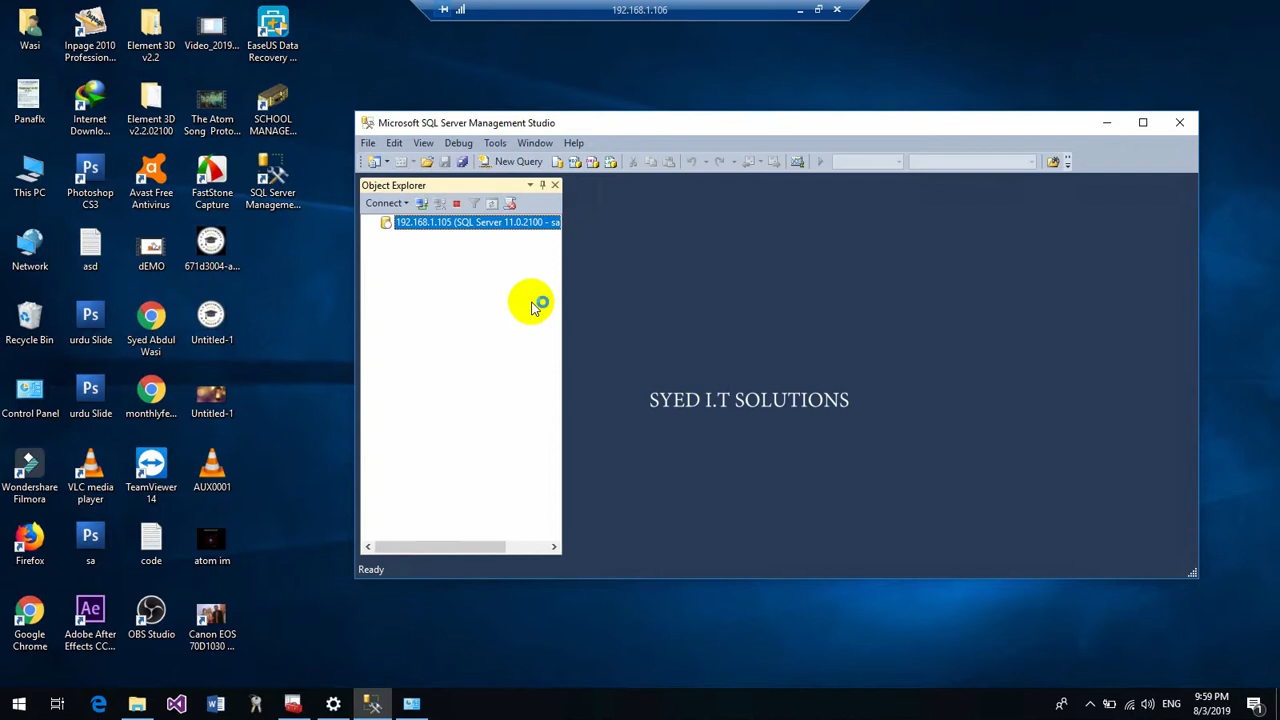 192.168.1.106
Wasi
Inpage 2010
Profession...
Element 3D
v2.2
Video_2019...
EaseUS Data
Recovery ...
Panaflx
Internet
Downlo...
Element 3D
v2.2.02100
The Atom
Song Proto...
SCHOOL
MANAGE...
This PC
Photoshop
CS3
Avast Free
Antivirus
FastStone
Capture
SQL Server
Manageme...
Network
asd
dEMO
671d3004-a...
Recycle Bin
urdu Slide
Syed Abdul
Wasi
Untitled-1
Control Panel
urdu Slide
monthlyfe...
Untitled-1
Wondershare
Filmora
VLC media
player
TeamViewer
14
AUX0001
Firefox
sa
code
atom im
Google
Chrome
Adobe After
Effects CC...
OBS Studio
Canon EOS
70D1030 ...
Microsoft SQL Server Management Studio
File Edit View Debug Tools Window Help
New Query
Object Explorer
Connect
192.168.1.105 (SQL Server 11.0.2100 - sa
SYED I.T SOLUTIONS
Ready
ENG
9:59 PM
8/3/2019